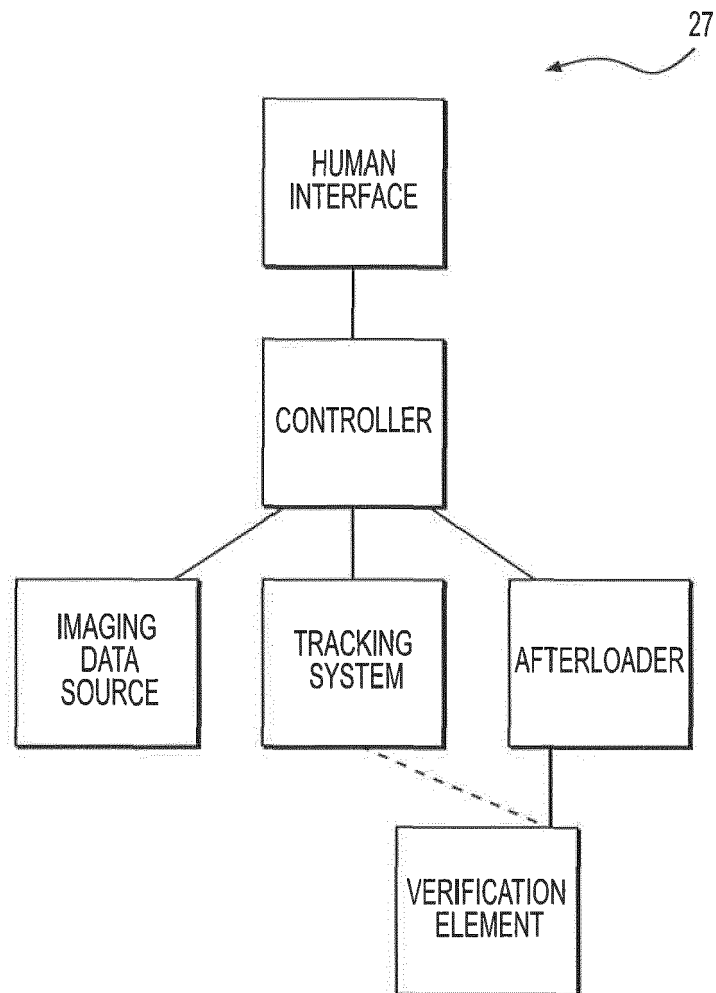 27
HUMAN
INTERFACE
CONTROLLER
IMAGING
DATA
SOURCE
TRACKING
SYSTEM
AFTERLOADER
VERIFICATION
ELEMENT